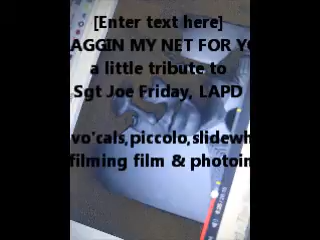 [Enter text here]
AGGIN MY NET FOR YO
a little tribute to
Sgt Joe Friday, LAPD
vo'cals,piccolo,slidewh
filming film & photoin